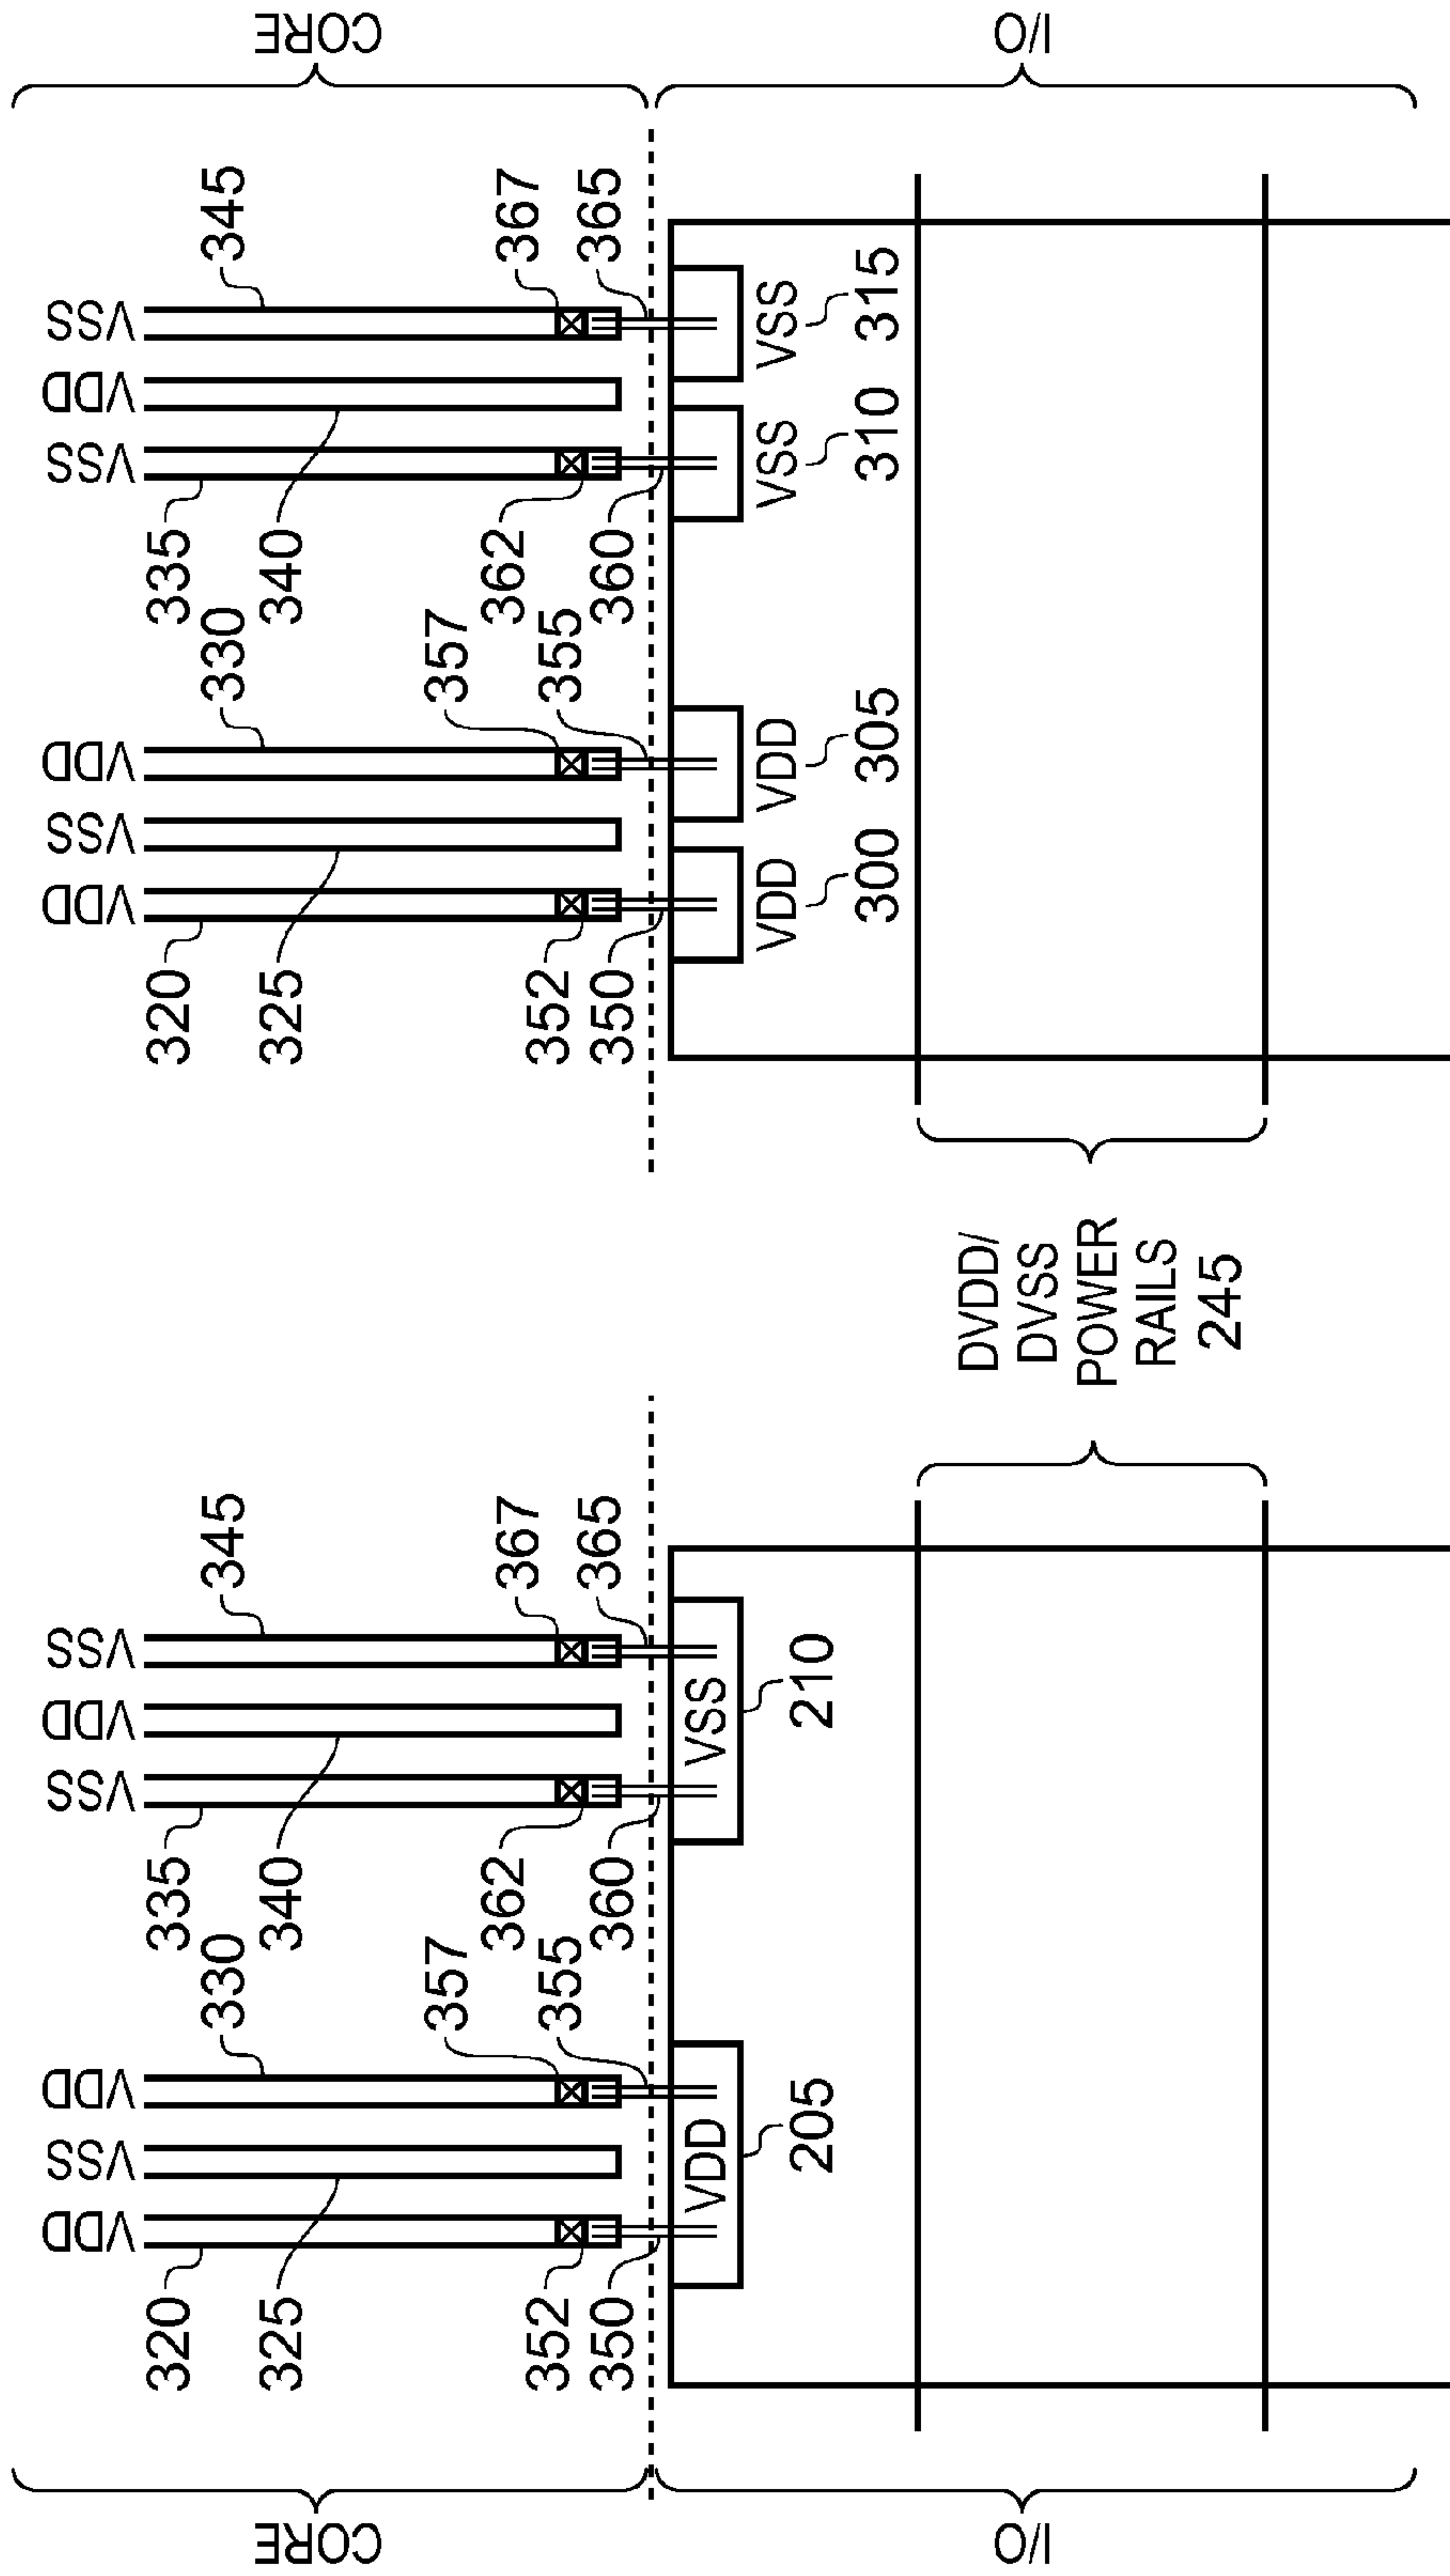 CORE
I/O
VDD
VSS
VDD
VSS
VDD
VSS
320
325
330
335
340
345
352
350
357
355
362
360
367
365
VDD
205
VSS
210
DVDD/
DVSS
POWER
RAILS
245
VDD
VSS
VDD
VSS
VDD
VSS
320
325
330
335
340
345
352
350
357
355
362
360
367
365
VDD
300
VDD
305
VSS
310
VSS
315
CORE
I/O